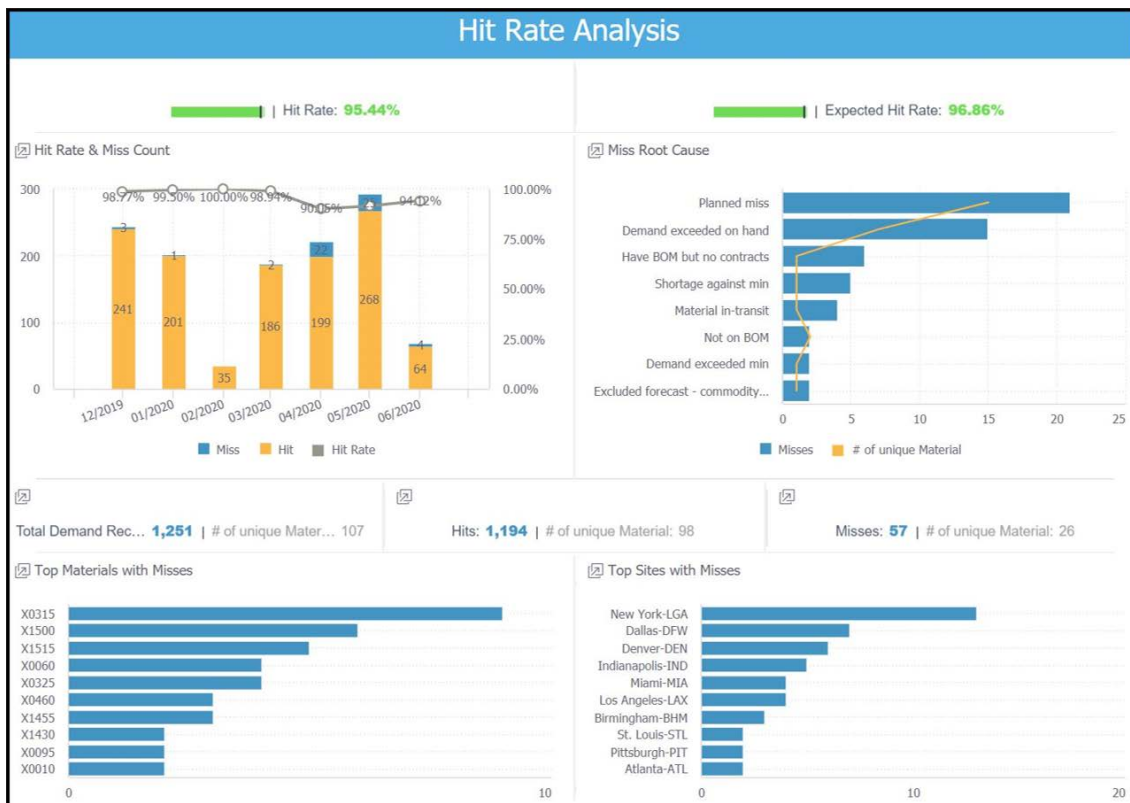 Hit Rate Analysis
| Hit Rate: 95.44%
| Expected Hit Rate: 96.86%
Hit Rate & Miss Count
300
200
100
0
100.00%
75.00%
50.00%
25.00%
0.00%
98.77% 99.50% 100.00% 98.94% 94.12%
3 1 2 22 4
241 201 35 186 199 268 64
12/2019 01/2020 02/2020 03/2020 04/2020 05/2020 06/2020
Miss Hit Hit Rate
Miss Root Cause
Planned miss
Demand exceeded on hand
Have BOM but no contracts
Shortage against min
Material in-transit
Not on BOM
Demand exceeded min
Excluded forecast - commodity...
0 5 10 15 20 25
Misses # of unique Material
Total Demand Rec... 1,251 | # of unique Mater... 107
Hits: 1,194 | # of unique Material: 98
Misses: 57 | # of unique Material: 26
Top Materials with Misses
X0315
X1500
X1515
X0060
X0325
X0460
X1455
X1430
X0095
X0010
0 10
Top Sites with Misses
New York-LGA
Dallas-DFW
Denver-DEN
Indianapolis-IND
Miami-MIA
Los Angeles-LAX
Birmingham-BHM
St. Louis-STL
Pittsburgh-PIT
Atlanta-ATL
0 10 20